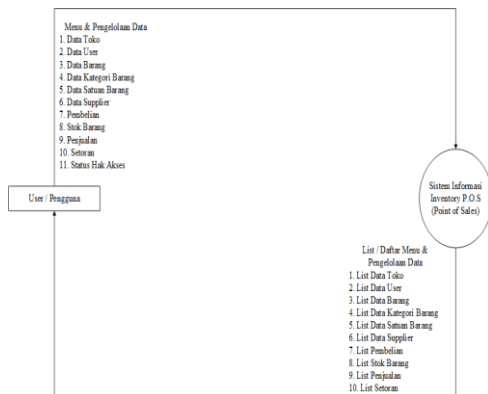 Menu & Pengelolaan Data
1. Data Toko
2. Data User
3. Data Barang
4. Data Kategori Barang
5. Data Satuan Barang
6. Data Supplier
7. Pembelian
8. Stok Barang
9. Penjualan
10. Setoran
11. Status Hak Akses
User / Pengguna
Sistem Informasi
Inventory P.O.S
(Point of Sales)
List / Daftar Menu &
Pengelolaan Data
1. List Data Toko
2. List Data User
3. List Data Barang
4. List Data Kategori Barang
5. List Data Satuan Barang
6. List Data Supplier
7. List Pembelian
8. List Stok Barang
9. List Penjualan
10. List Setoran